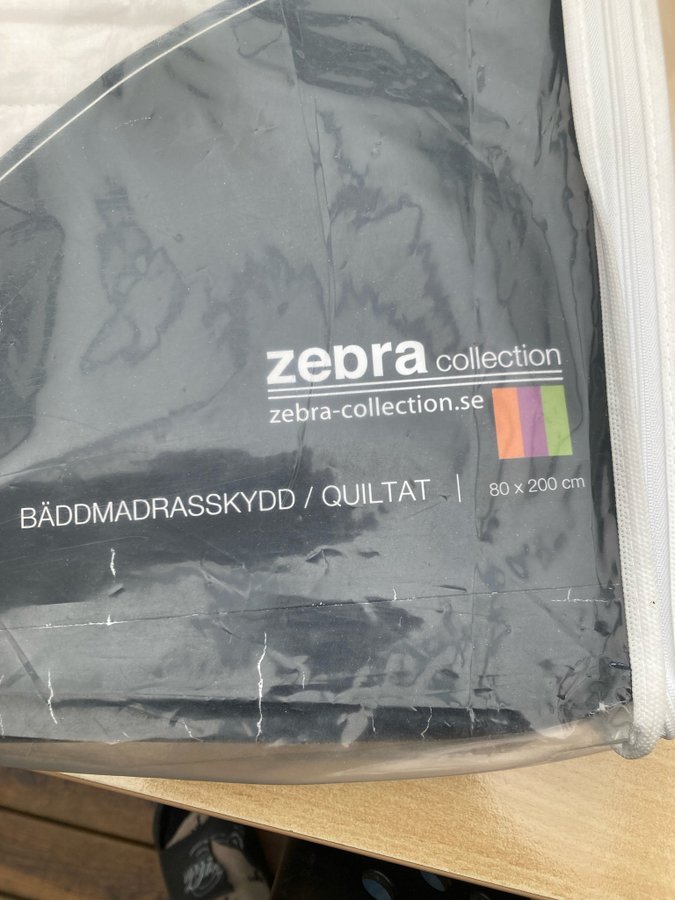 zebra collection
zebra-collection.se
BÄDDMADRASSKYDD / QUILTAT | 80 x 200 cm